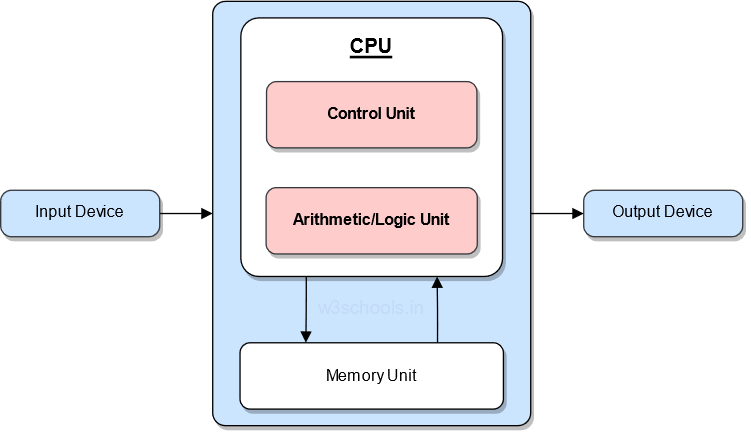 CPU
Control Unit
Input Device
Arithmetic/Logic Unit
Output Device
w3schools.in
Memory Unit